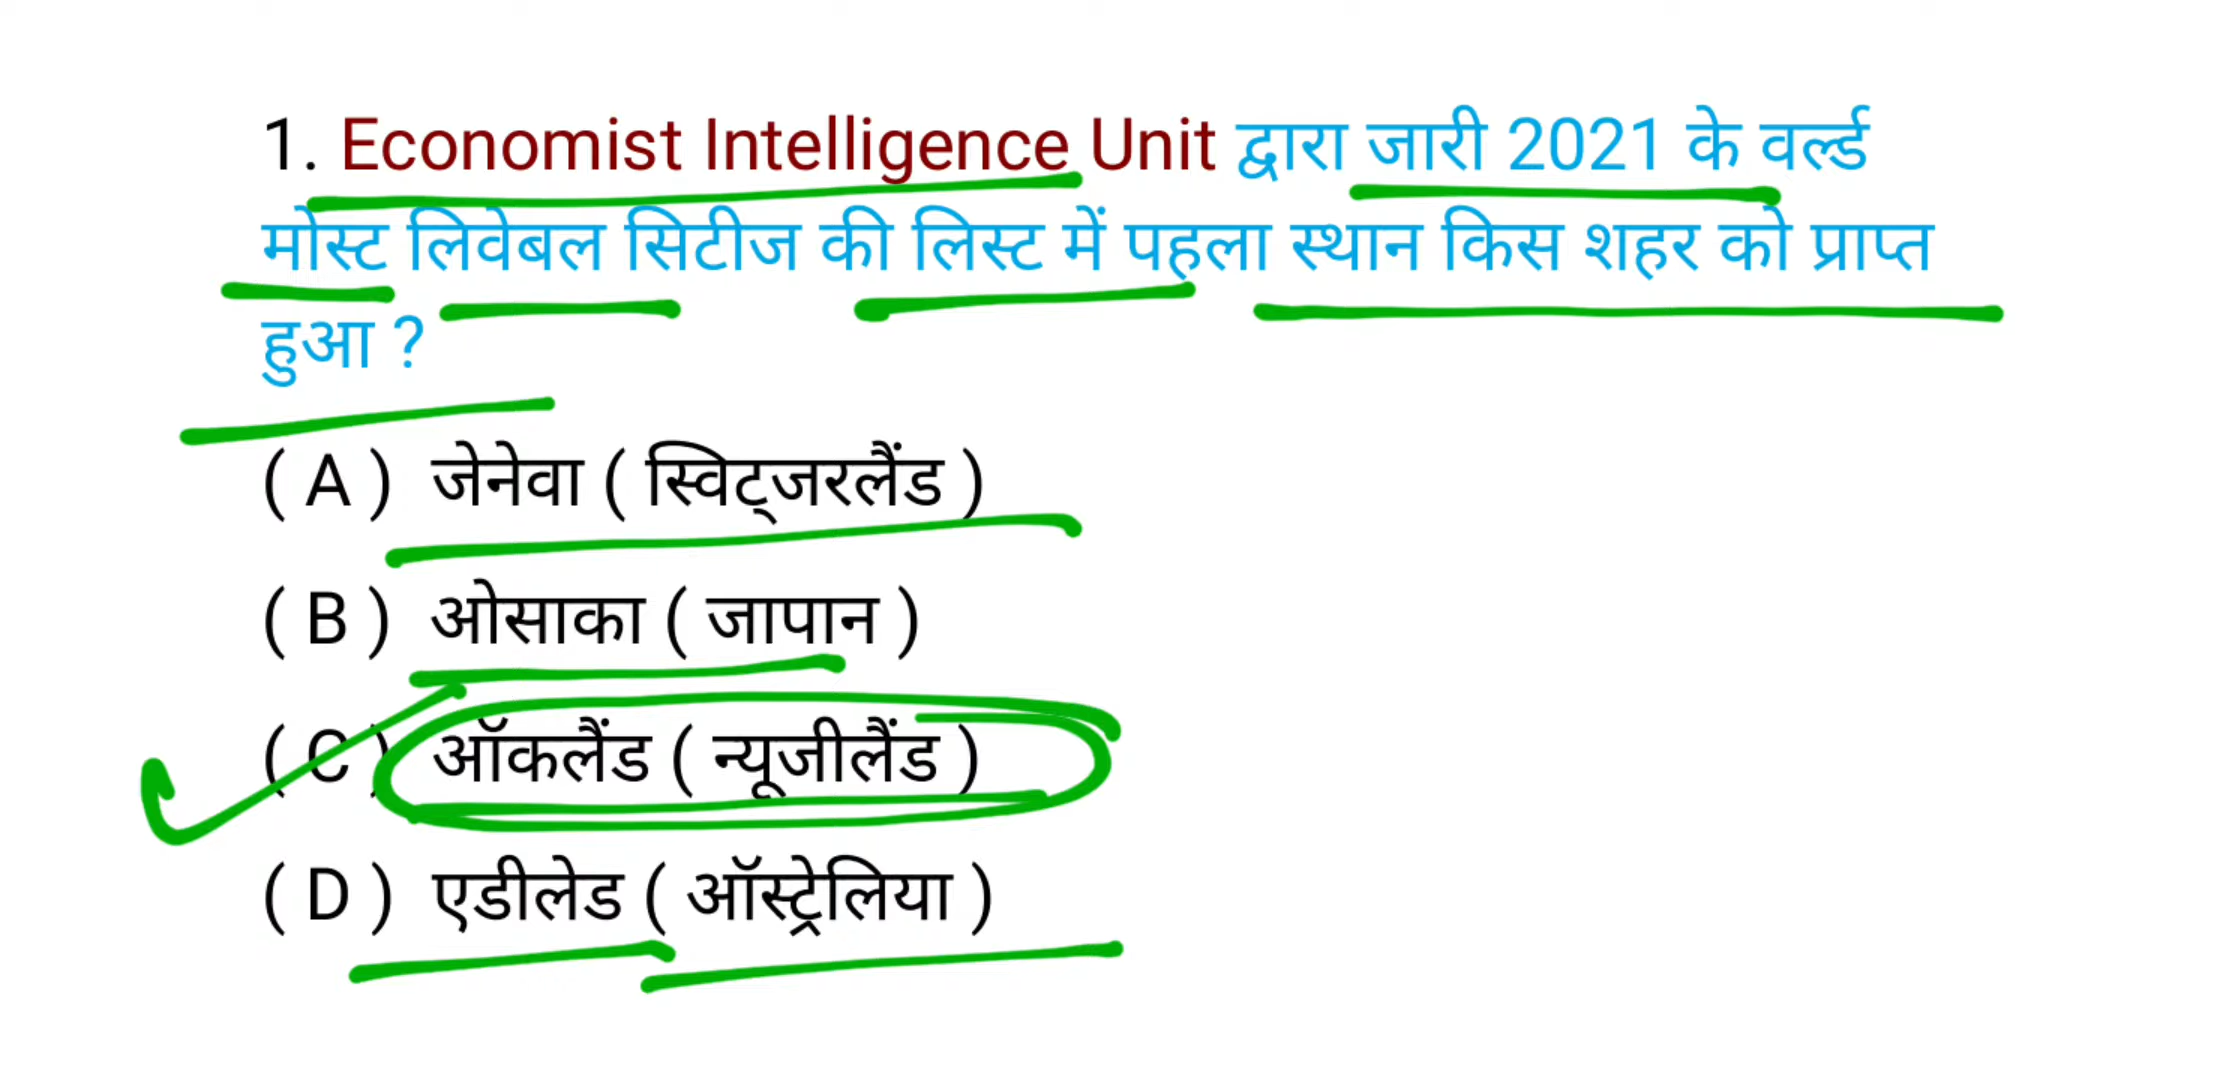 1. Economist Intelligence Unit द्वारा जारी 2021 के वर्ल्ड
मोस्ट लिवेबल सिटीज की लिस्ट में पहला स्थान किस शहर को प्राप्त
हुआ ?
( A ) जेनेवा ( स्विट्जरलैंड )
( B ) ओसाका ( जापान )
( C ) ऑकलैंड ( न्यूजीलैंड )
( D ) एडीलेड ( ऑस्ट्रेलिया )